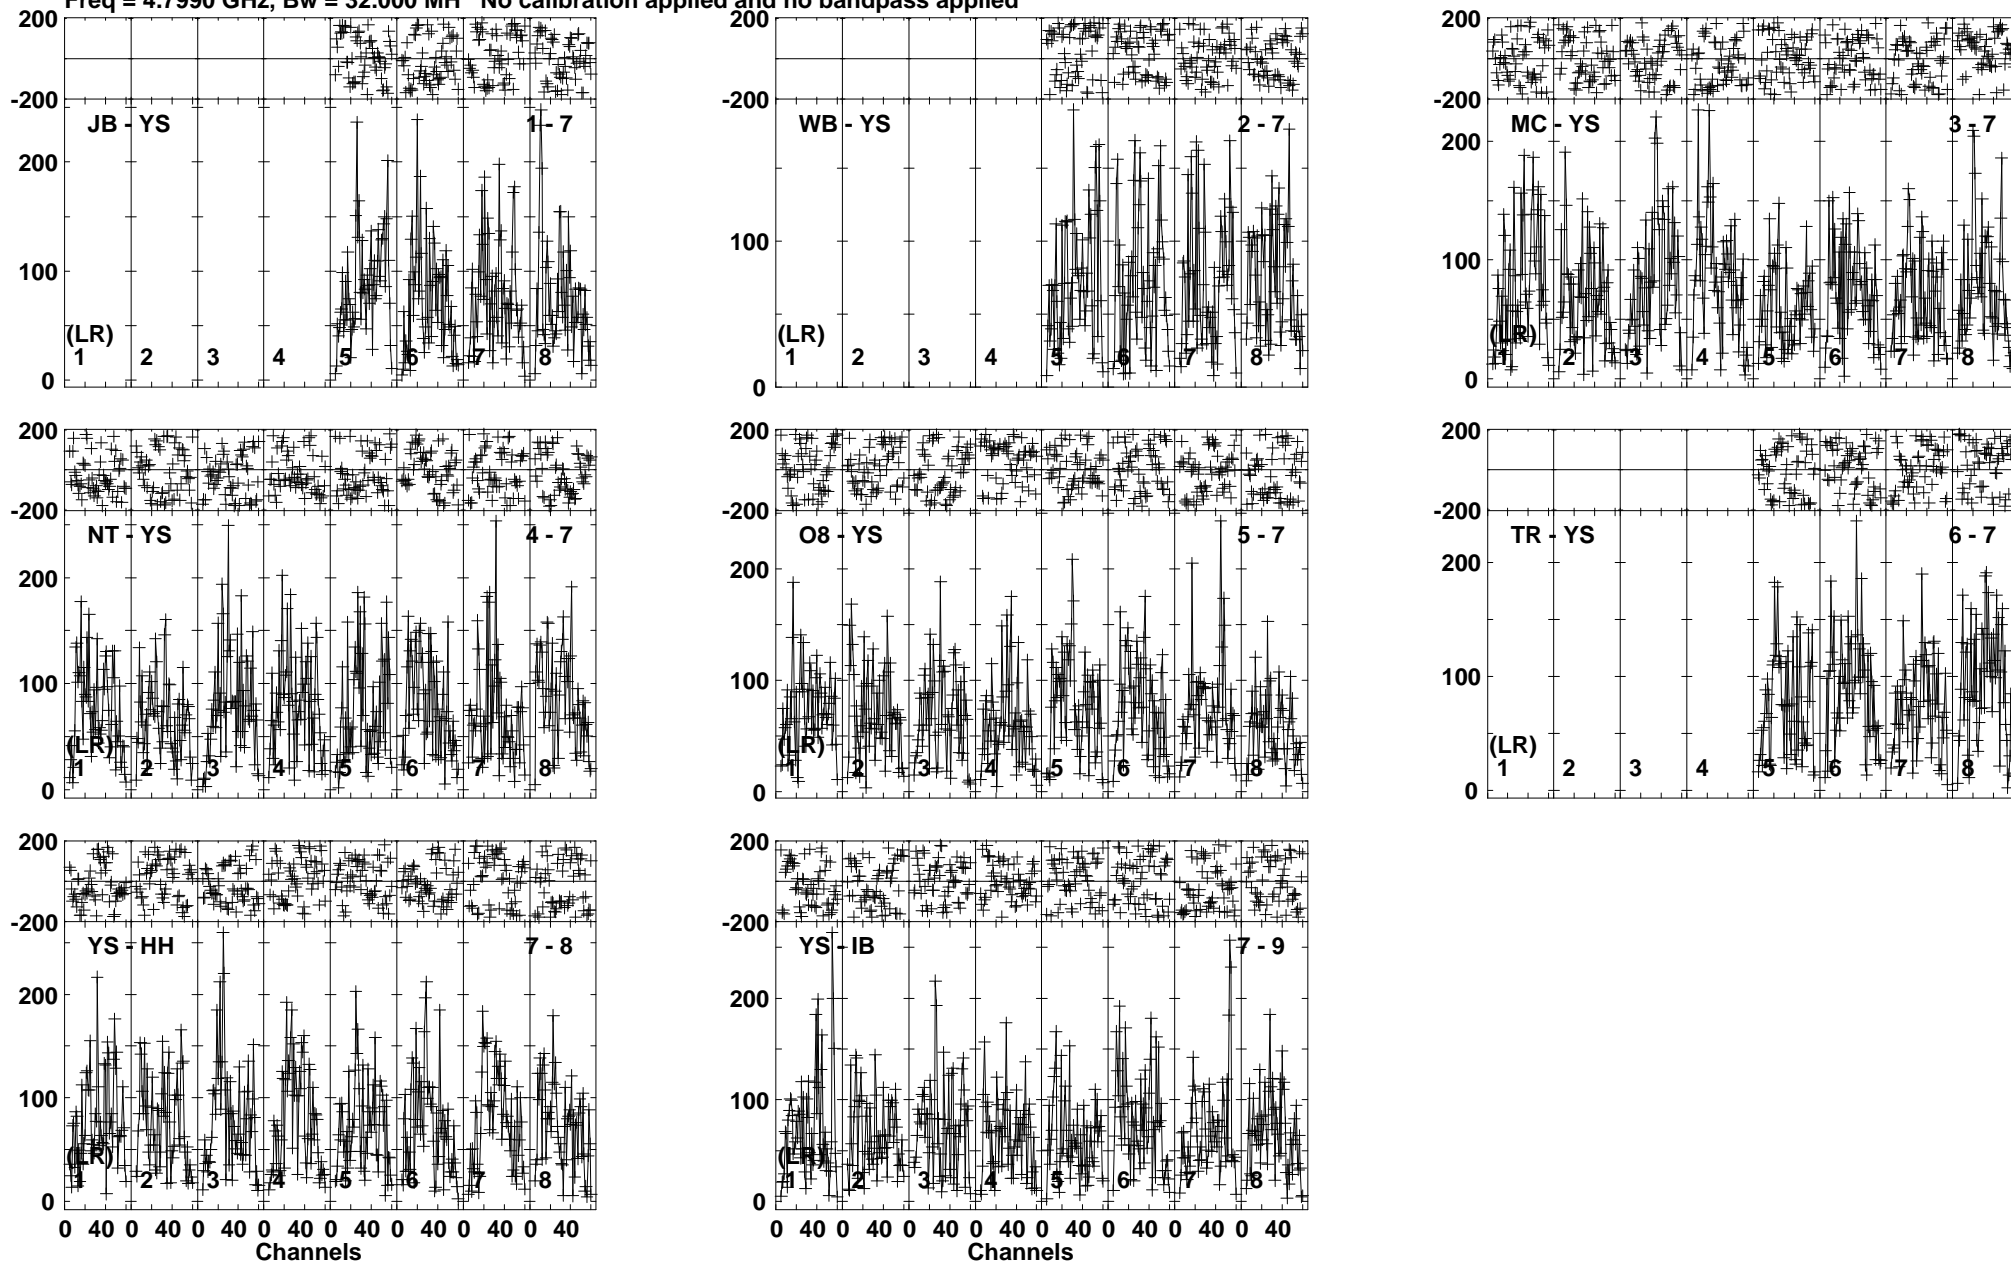 Freq = 4.7990 GHz, Bw = 32.000 MH No calibration applied and no bandpass applied
200
-200
JB - YS 1 - 7
200
100
0
(LR)
1 2 3 4 5 6 7 8
-200
200
WB - YS 2 - 7
100
0
(LR)
1 2 3 4 5 6 7 8
200
-200
MC - YS 3 - 7
200
100
0
(LR)
1 2 3 4 5 6 7 8
200
-200
NT - YS 4 - 7
200
100
0
(LR)
1 2 3 4 5 6 7 8
200
-200
O8 - YS 5 - 7
200
100
0
(LR)
1 2 3 4 5 6 7 8
200
-200
TR - YS 6 - 7
200
100
0
(LR)
1 2 3 4 5 6 7 8
200
-200
YS - HH 7 - 8
200
100
0
(LR)
1 2 3 4 5 6 7 8
0 40 0 40 0 40 0 40 0 40 0 40 0 40 0 40
Channels
200
-200
YS - IB 7 - 9
200
100
0
(LR)
1 2 3 4 5 6 7 8
0 40 0 40 0 40 0 40 0 40 0 40 0 40 0 40
Channels